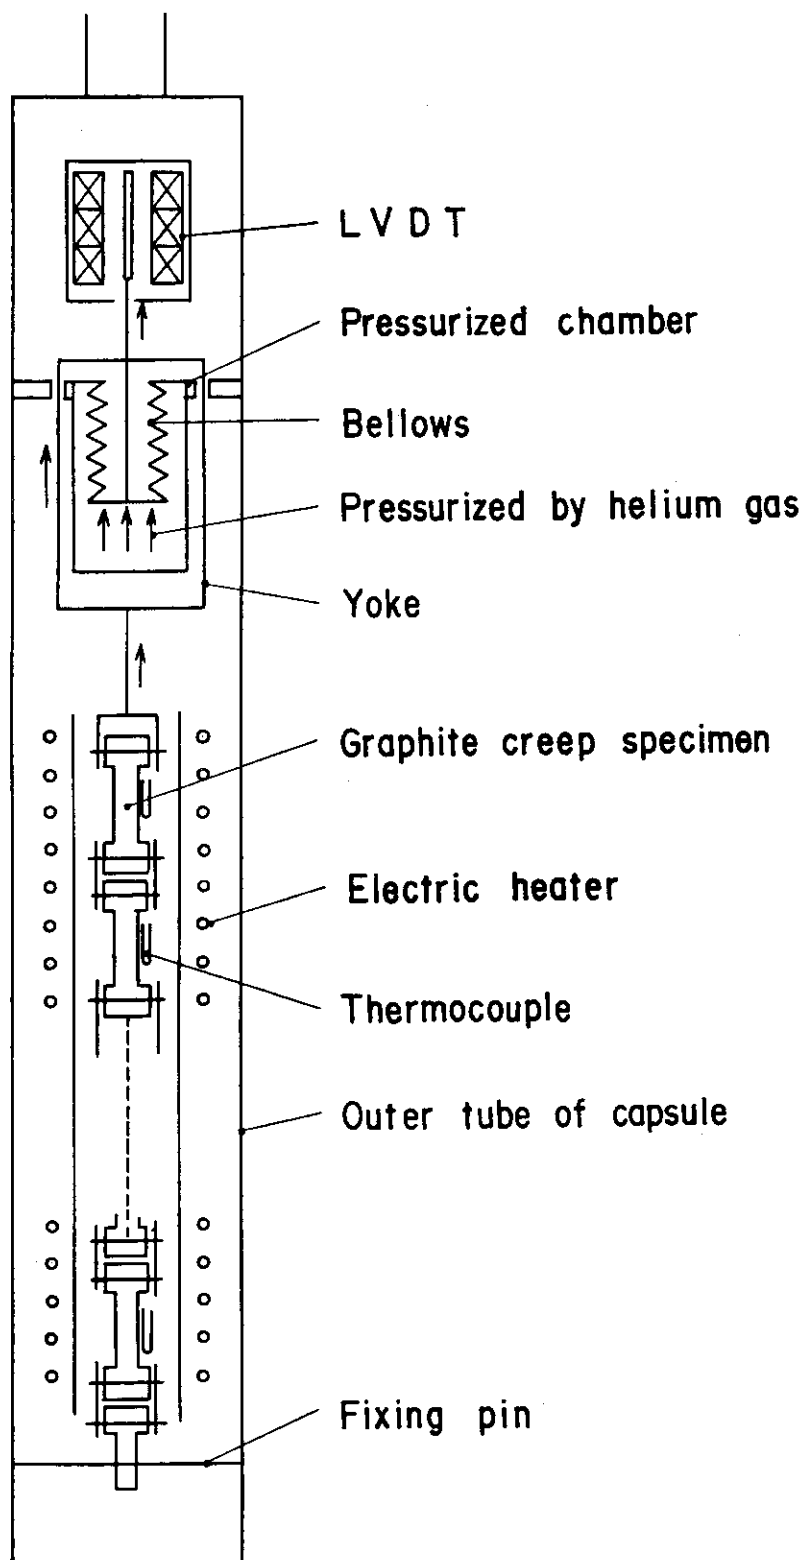 LVDT
Pressurized chamber
Bellows
Pressurized by helium gas
Yoke
Graphite creep specimen
Electric heater
Thermocouple
Outer tube of capsule
Fixing pin